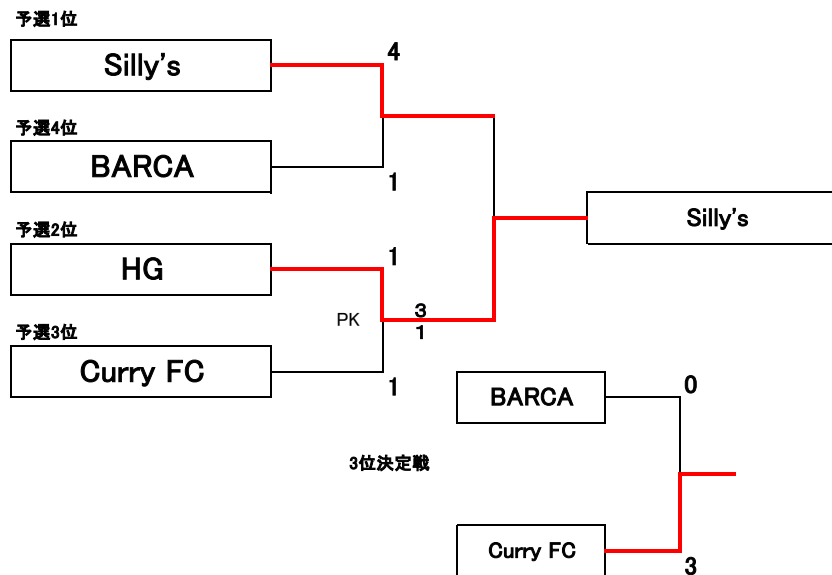 予選1位
Silly's
4
予選4位
BARCA
1
Silly's
予選2位
HG
1
PK
3
1
予選3位
Curry FC
1
BARCA
0
3位決定戦
Curry FC
3